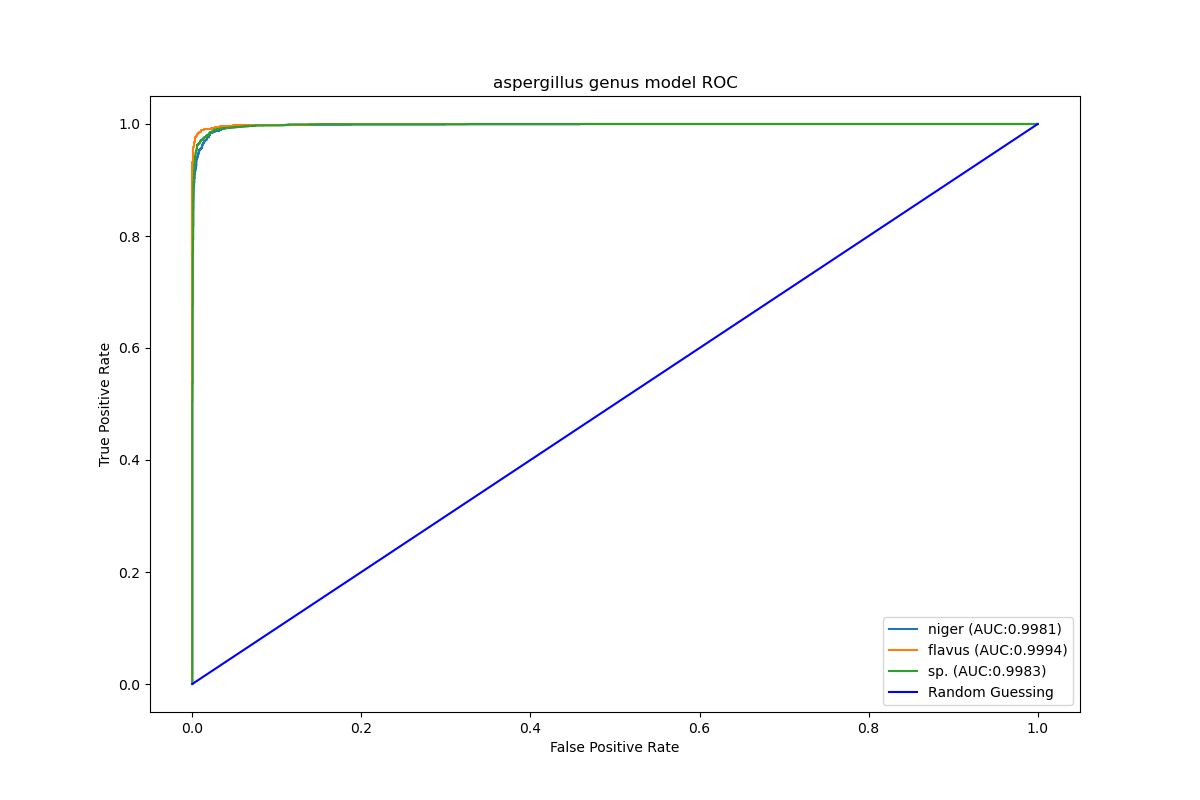 aspergillus genus model ROC
True Positive Rate
1.0
0.8
0.6
0.4
0.2
0.0
0.0 0.2 0.4 0.6 0.8 1.0
False Positive Rate
niger (AUC:0.9981)
flavus (AUC:0.9994)
sp. (AUC:0.9983)
Random Guessing